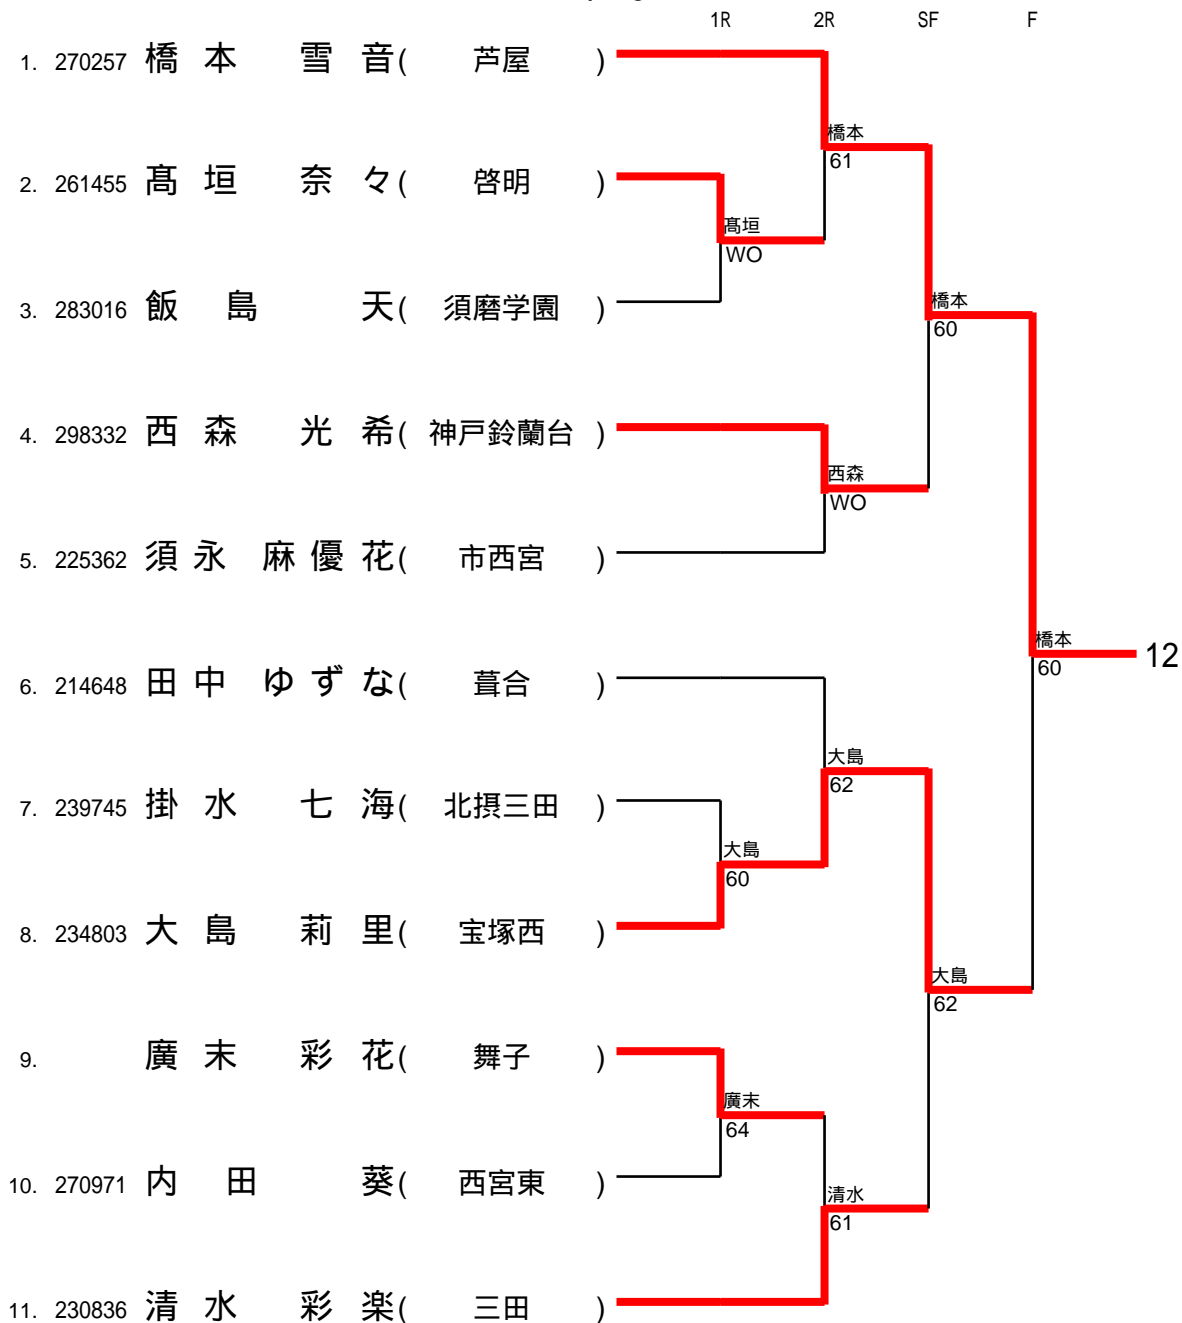 1R 2R SF F
1. 270257 橋本 雪音( 芦屋 )
橋本
61
2. 261455 髙垣 奈々( 啓明 )
髙垣
WO
3. 283016 飯島 天( 須磨学園 )
橋本
60
4. 298332 西森 光希( 神戸鈴蘭台 )
西森
WO
5. 225362 須永 麻優花( 市西宮 )
橋本
60
12
6. 214648 田中 ゆずな( 葺合 )
大島
62
7. 239745 掛水 七海( 北摂三田 )
大島
60
8. 234803 大島 莉里( 宝塚西 )
大島
62
9. 廣末 彩花( 舞子 )
廣末
64
10. 270971 内田 葵( 西宮東 )
清水
61
11. 230836 清水 彩楽( 三田 )